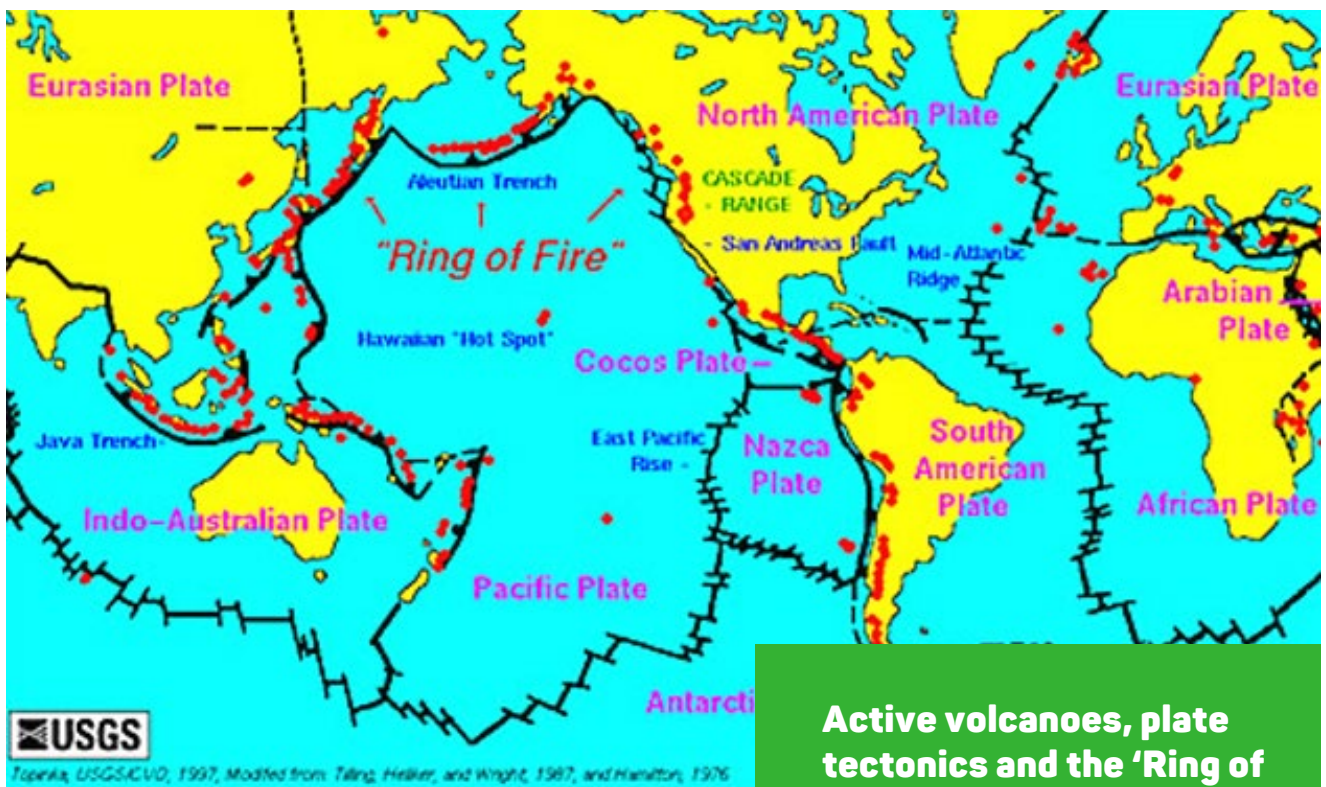 Eurasian Plate
Aleutian Trench
"Ring of Fire"
Hawaiian "Hot Spot"
Java Trench-
Indo-Australian Plate
Pacific Plate
North American Plate
CASCADE
- RANGE
- San Andreas Fault
Mid-Atlantic
Ridge
Cocos Plate
East Pacific
Rise -
Nazca
Plate
South
American
Plate
Eurasian Plate
Arabian
Plate
African Plate
Antarcti
USGS
Topinka, USGS/CVO, 1997, Modified from: Tilling, Heliker, and Wright, 1987, and Hamilton, 1976
Active volcanoes, plate
tectonics and the ‘Ring of